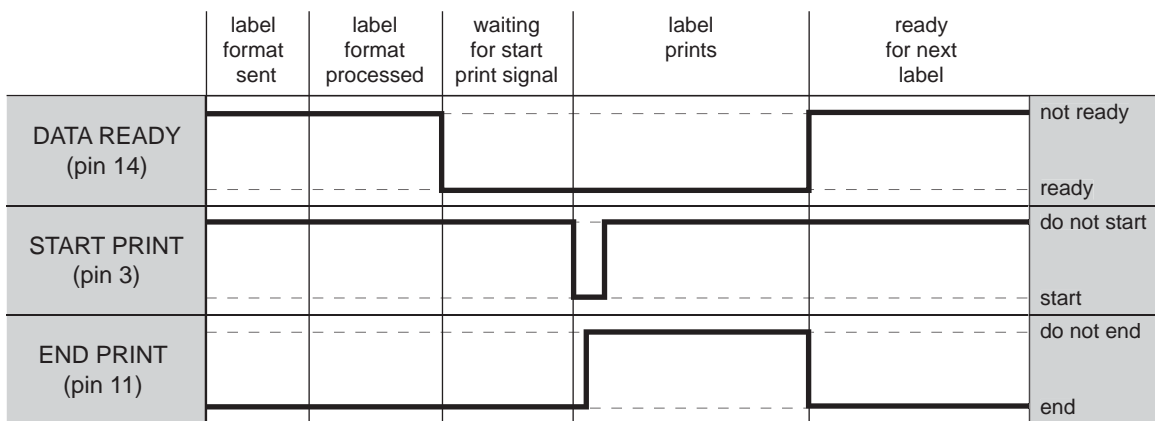 label
format
sent
label
format
processed
waiting
for start
print signal
label
prints
ready
for next
label
DATA READY
(pin 14)
not ready
ready
START PRINT
(pin 3)
do not start
start
END PRINT
(pin 11)
do not end
end